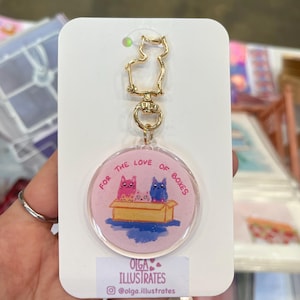 FOR THE LOVE OF BOXES
OLGA
ILLUSTRATES
@olga.illustrates